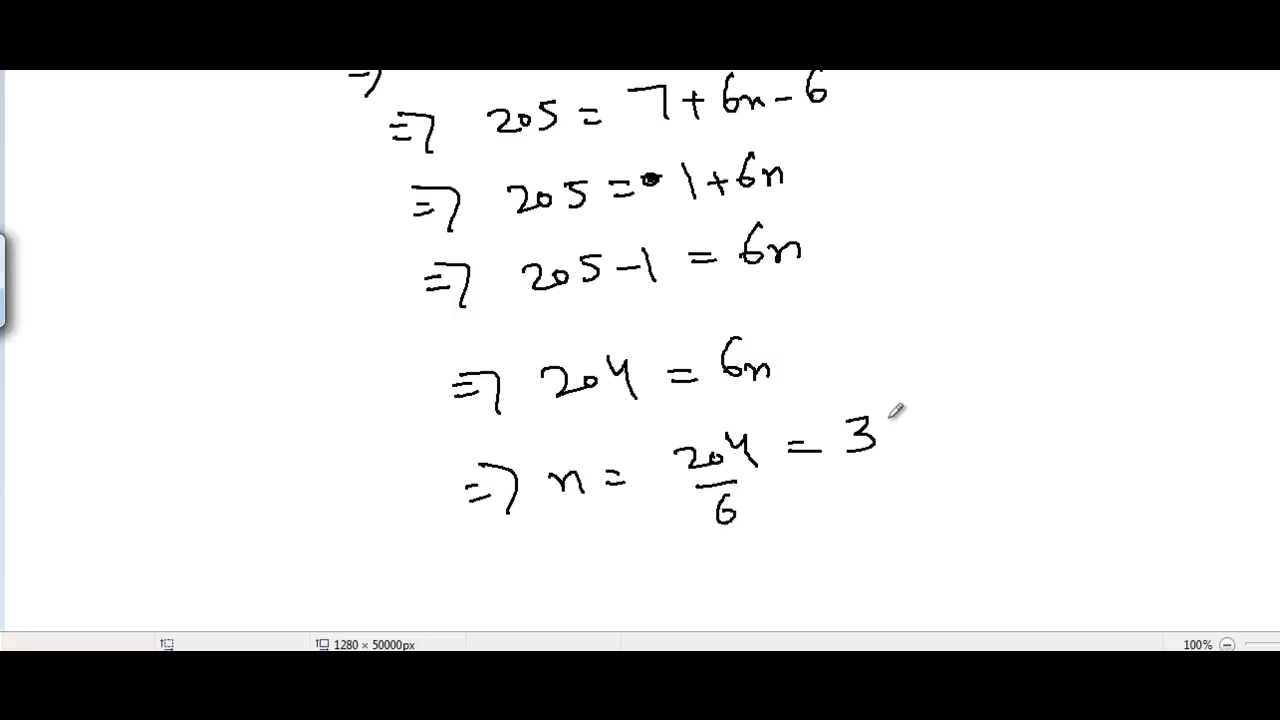 ⇒
⇒ 205 = 7 + 6n - 6
⇒ 205 = 1 + 6n
⇒ 205 - 1 = 6n
⇒ 204 = 6n
⇒ n = 204/6 = 3
1280 × 50000px
100%